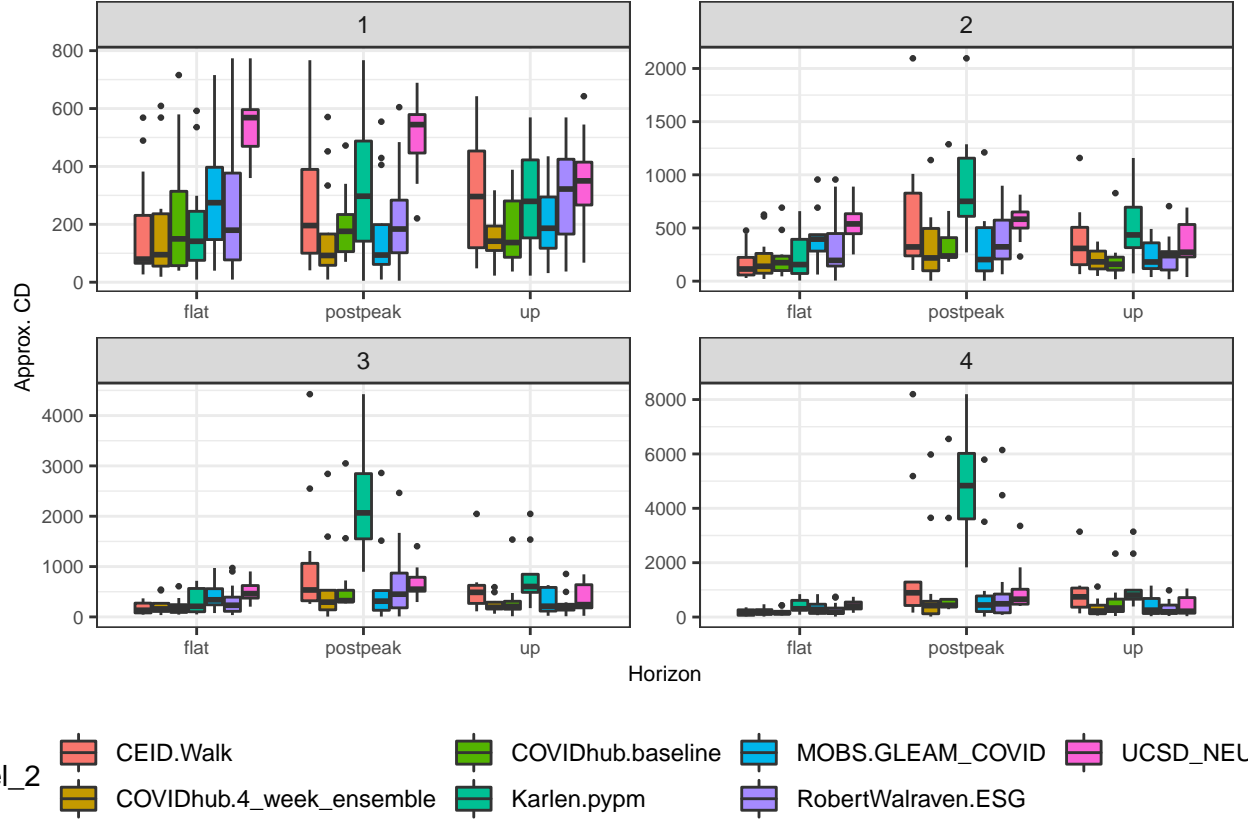 1
2
800
600
400
200
0
flat
postpeak
up
2000
1500
1000
500
0
flat
postpeak
up
Approx. CD
3
4
4000
3000
2000
1000
0
flat
postpeak
up
8000
6000
4000
2000
0
flat
postpeak
up
Horizon
el_2
CEID.Walk
COVIDhub.baseline
MOBS.GLEAM_COVID
UCSD_NEU
COVIDhub.4_week_ensemble
Karlen.pypm
RobertWalraven.ESG